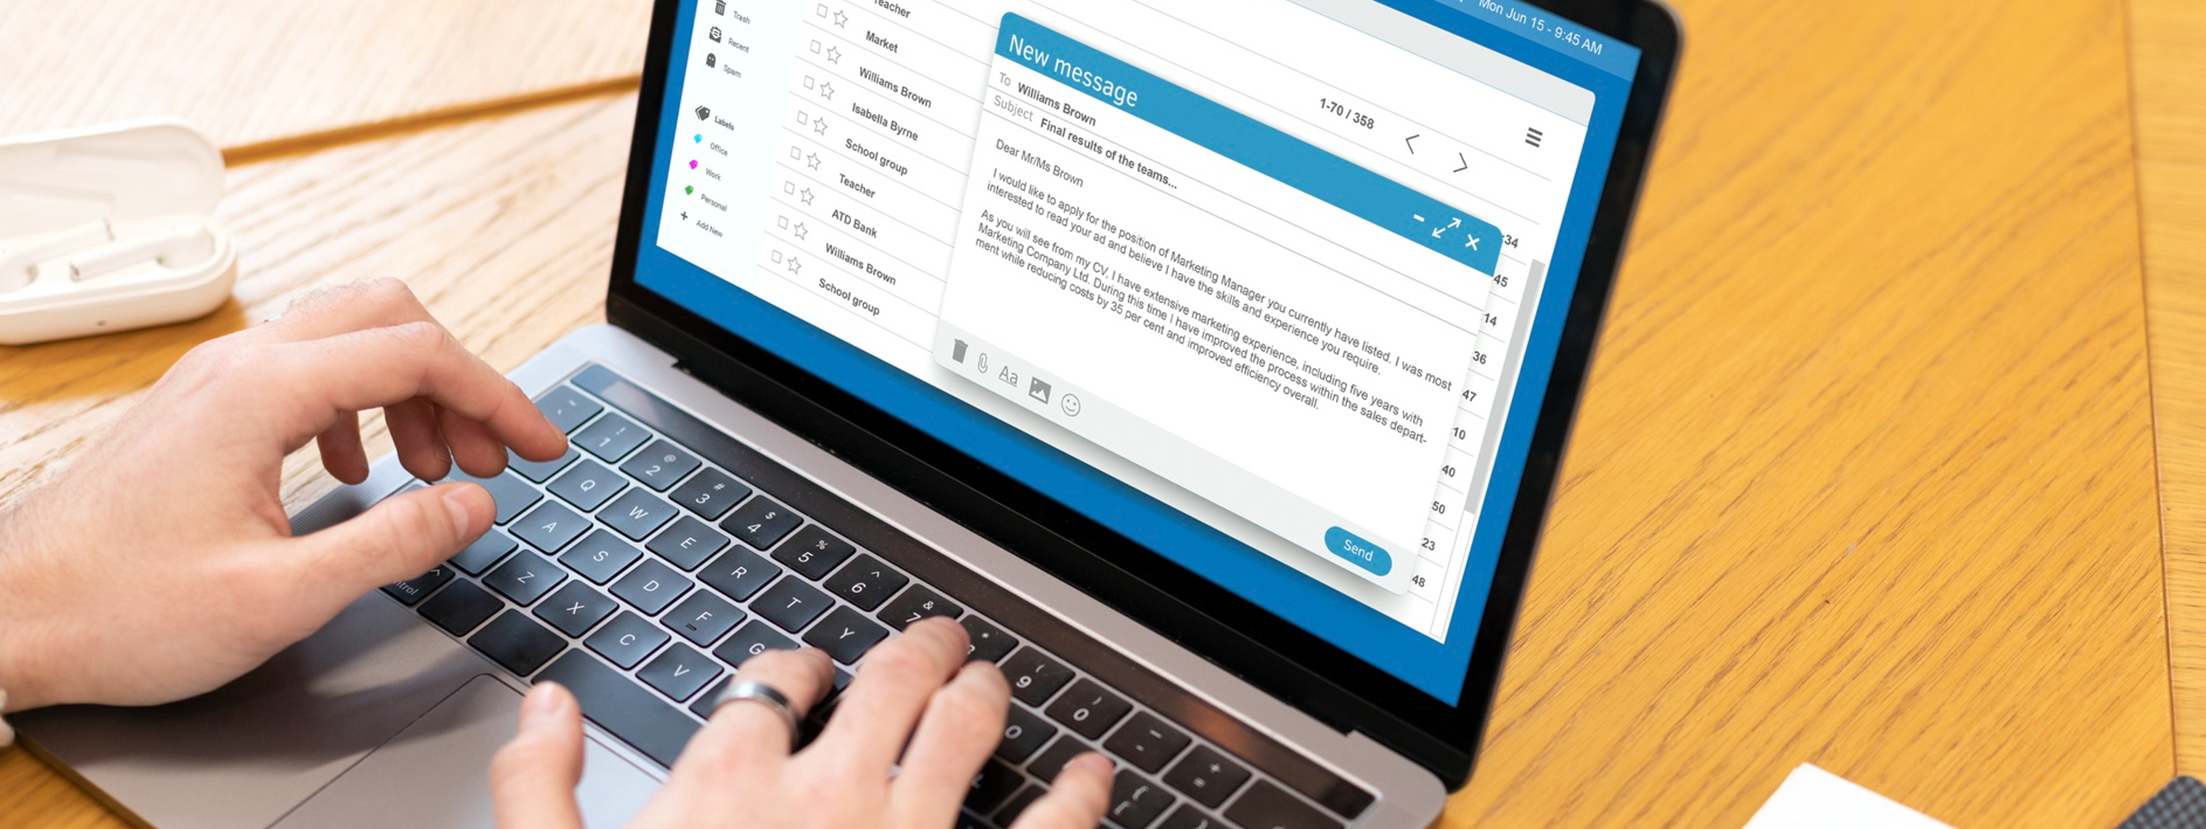 Mon Jun 15 - 9:45 AM
Trash
Recent
Spam
Labels
Office
Work
Personal
Add New
Teacher
Market
Williams Brown
Isabella Byrne
School group
Teacher
ATD Bank
Williams Brown
School group
1-70 / 358
New message
To Williams Brown
Subject Final results of the teams...
Dear Mr/Ms Brown
I would like to apply for the position of Marketing Manager you currently have listed. I was most
interested to read your ad and believe I have the skills and experience you require.
As you will see from my CV, I have extensive marketing experience, including five years with
Marketing Company Ltd. During this time I have improved the process within the sales depart-
ment while reducing costs by 35 per cent and improved efficiency overall.
Aa
Send
:34
:45
:14
:36
:47
:10
:40
:50
:23
:48
~ `
! 1
@ 2
# 3
$ 4
% 5
^ 6
& 7
* 8
( 9
) 0
Q W E R T Y
A S D F G
Z X C V